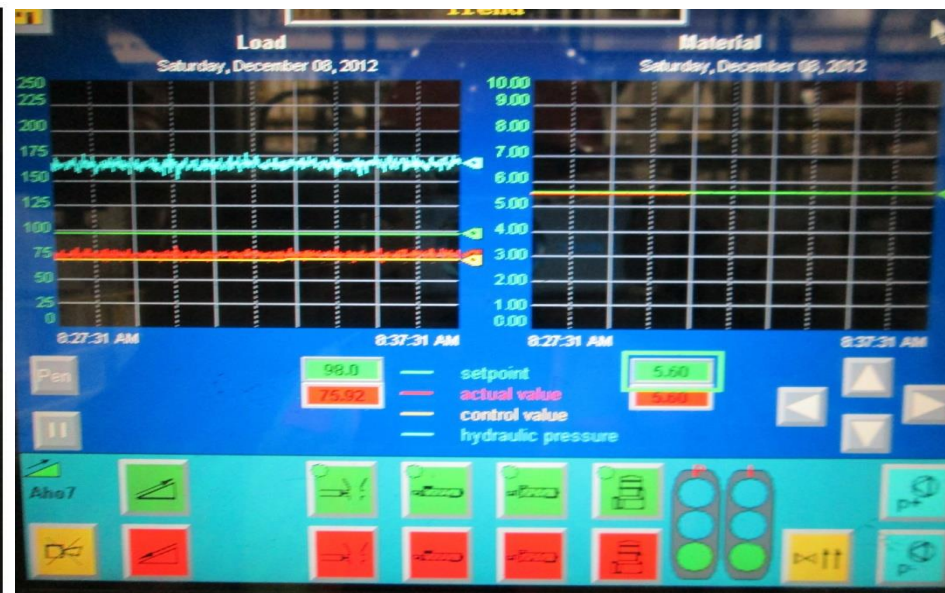 Trend
Load
Saturday, December 08, 2012
250
225
200
175
150
125
100
75
50
25
0
8:27:31 AM 8:37:31 AM
Material
Saturday, December 08, 2012
10.00
9.00
8.00
7.00
6.00
5.00
4.00
3.00
2.00
1.00
0.00
8:27:31 AM 8:37:31 AM
Pen
98.0
75.92
setpoint
actual value
control value
hydraulic pressure
5.60
5.60
Aho7
P L
P+
P-